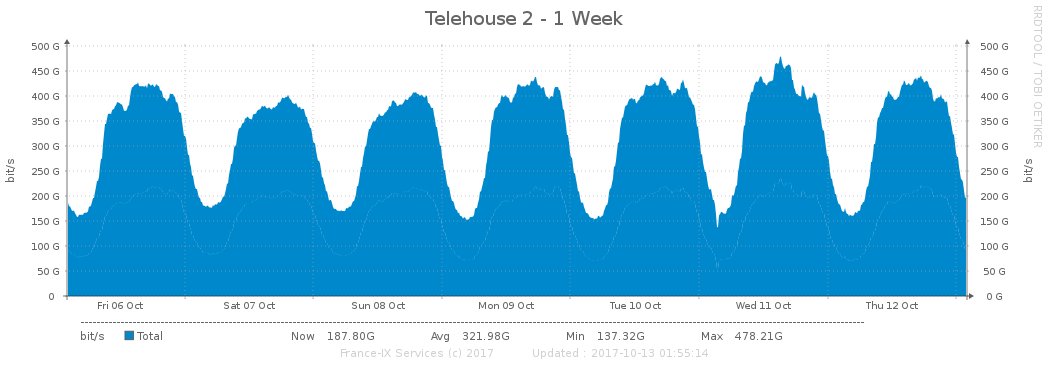 Telehouse 2 - 1 Week
RRDTOOL / TOBI OETIKER
bit/s
bit/s
500 G 500 G
450 G 450 G
400 G 400 G
350 G 350 G
300 G 300 G
250 G 250 G
200 G 200 G
150 G 150 G
100 G 100 G
50 G 50 G
0 0 G
Fri 06 Oct Sat 07 Oct Sun 08 Oct Mon 09 Oct Tue 10 Oct Wed 11 Oct Thu 12 Oct
bit/s Total Now 187.80G Avg 321.98G Min 137.32G Max 478.21G
France-IX Services (c) 2017 Updated : 2017-10-13 01:55:14